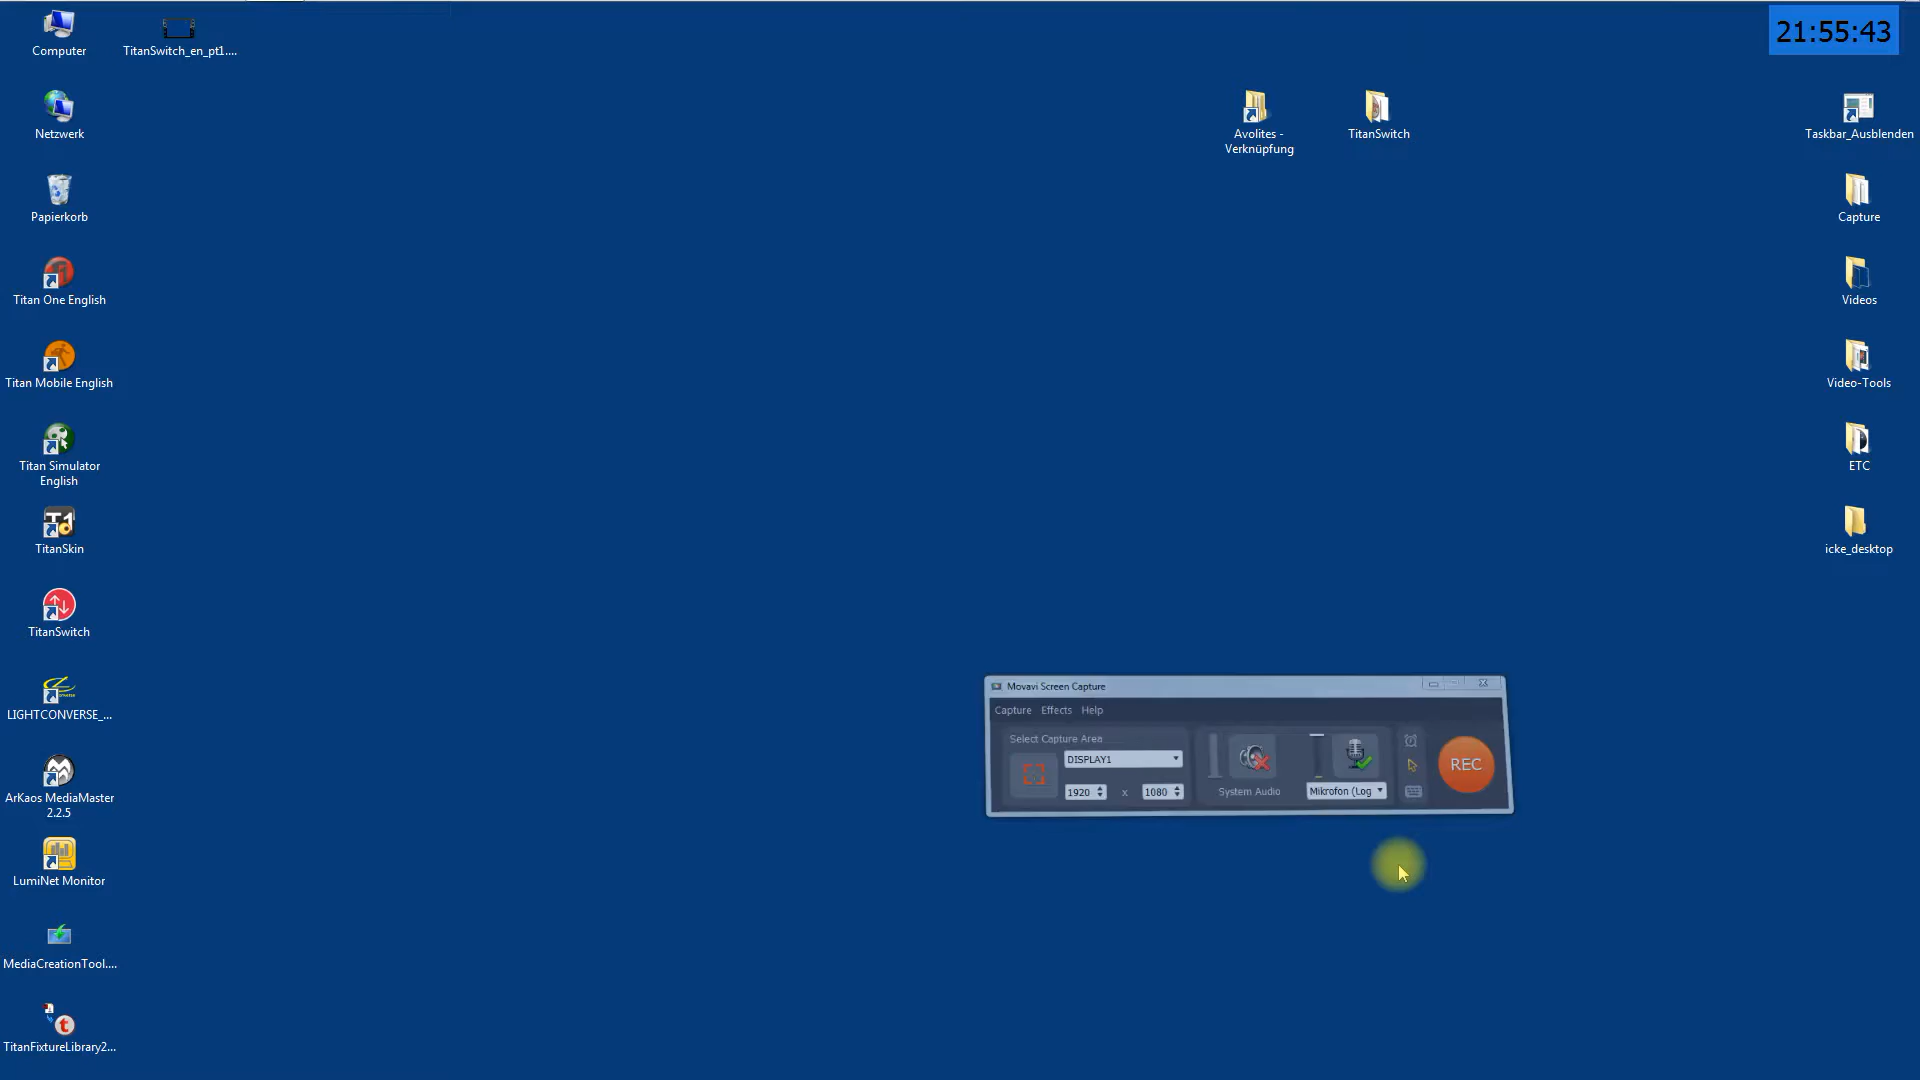 Computer
TitanSwitch_en_pt1....
21:55:43
Netzwerk
Avolites -
Verknüpfung
TitanSwitch
Taskbar_Ausblenden
Papierkorb
Capture
Titan One English
Videos
Titan Mobile English
Video-Tools
Titan Simulator
English
ETC
TitanSkin
icke_desktop
TitanSwitch
LIGHTCONVERSE_...
Movavi Screen Capture
Capture Effects Help
Select Capture Area
DISPLAY1
1920 x 1080
System Audio
Mikrofon (Log
REC
ArKaos MediaMaster
2.2.5
LumiNet Monitor
MediaCreationTool....
TitanFixtureLibrary2...